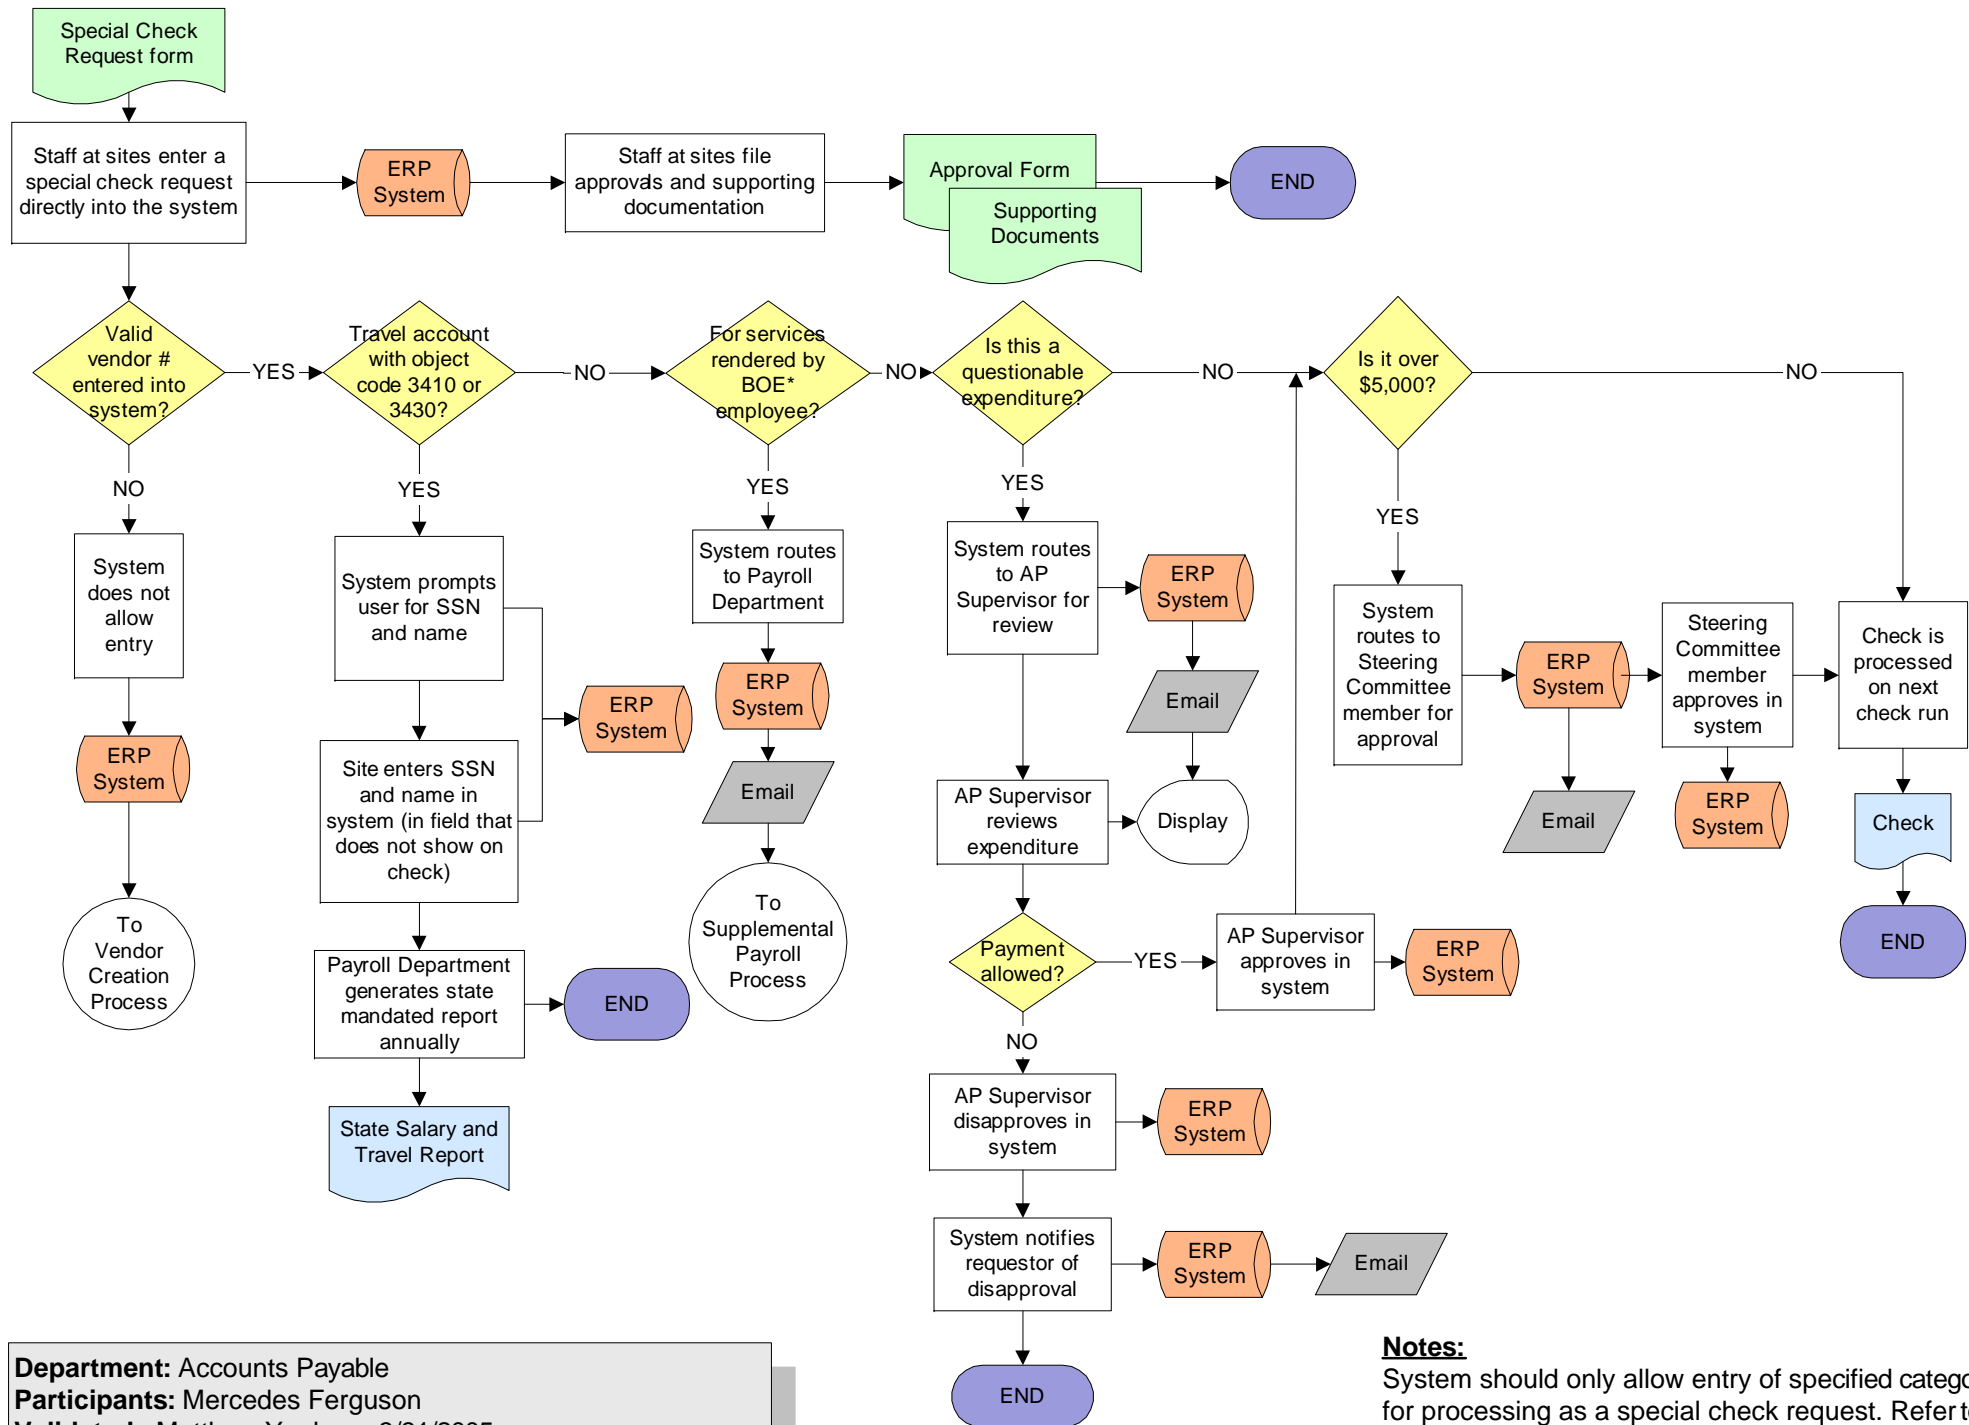 Special Check
Request form
Staff at sites enter a
special check request
directly into the system
ERP
System
Staff at sites file
approvals and supporting
documentation
Approval Form
Supporting
Documents
END
Valid
vendor #
entered into
system?
YES
Travel account
with object
code 3410 or
3430?
NO
For services
rendered by
BOE*
employee?
NO
Is this a
questionable
expenditure?
NO
Is it over
$5,000?
NO
NO
YES
YES
YES
YES
System
does not
allow
entry
ERP
System
To
Vendor
Creation
Process
System prompts
user for SSN
and name
ERP
System
Site enters SSN
and name in
system (in field that
does not show on
check)
Payroll Department
generates state
mandated report
annually
END
State Salary and
Travel Report
System routes
to Payroll
Department
ERP
System
Email
To
Supplemental
Payroll
Process
System routes
to AP
Supervisor for
review
ERP
System
Email
Display
AP Supervisor
reviews
expenditure
Payment
allowed?
YES
AP Supervisor
approves in
system
ERP
System
NO
AP Supervisor
disapproves in
system
ERP
System
System notifies
requestor of
disapproval
ERP
System
Email
END
System
routes to
Steering
Committee
member for
approval
ERP
System
Email
Steering
Committee
member
approves in
system
ERP
System
Check is
processed
on next
check run
Check
END
Department: Accounts Payable
Participants: Mercedes Ferguson
Notes:
System should only allow entry of specified
for processing as a special check request. Refer